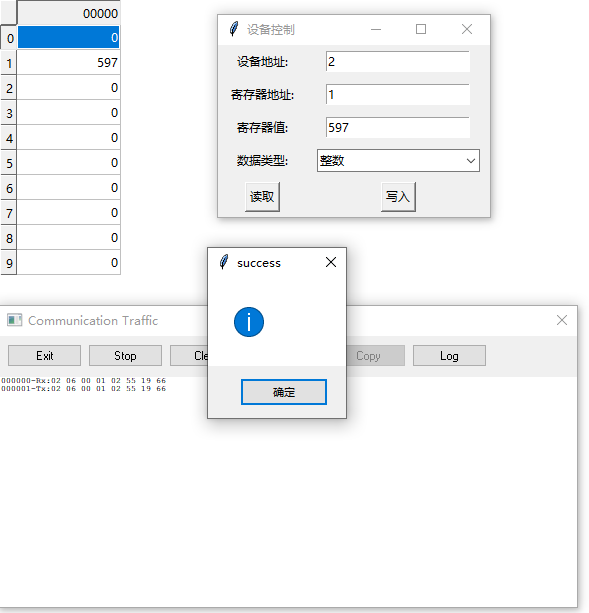 00000
0 0
1 597
2 0
3 0
4 0
5 0
6 0
7 0
8 0
9 0
设备控制
设备地址: 2
寄存器地址: 1
寄存器值: 597
数据类型: 整数
读取 写入
success
i
确定
Communication Traffic
Exit Stop Cle Copy Log
000000-Rx:02 06 00 01 02 55 19 66
000001-Tx:02 06 00 01 02 55 19 66